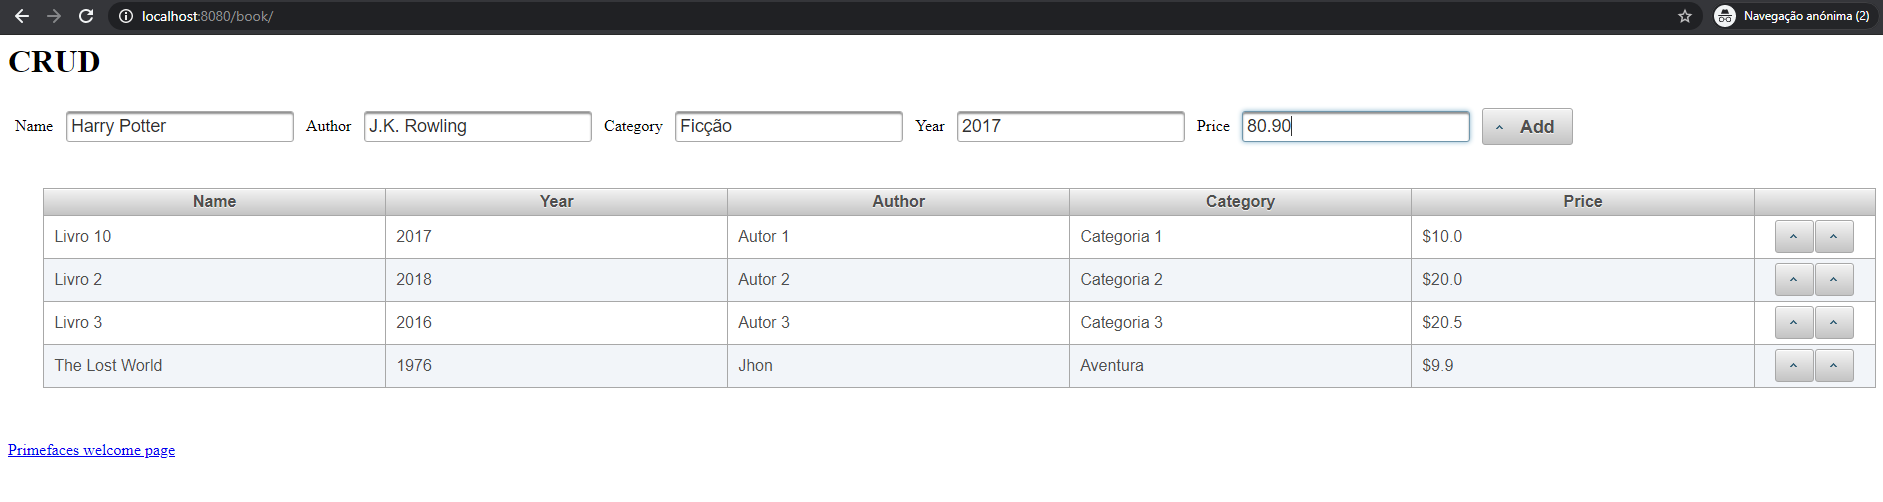 localhost:8080/book/ Navegação anónima (2)
CRUD
Name Harry Potter Author J.K. Rowling Category Ficção Year 2017 Price 80.90 Add
Name Year Author Category Price
Livro 10 2017 Autor 1 Categoria 1 $10.0
Livro 2 2018 Autor 2 Categoria 2 $20.0
Livro 3 2016 Autor 3 Categoria 3 $20.5
The Lost World 1976 Jhon Aventura $9.9
Primefaces welcome page